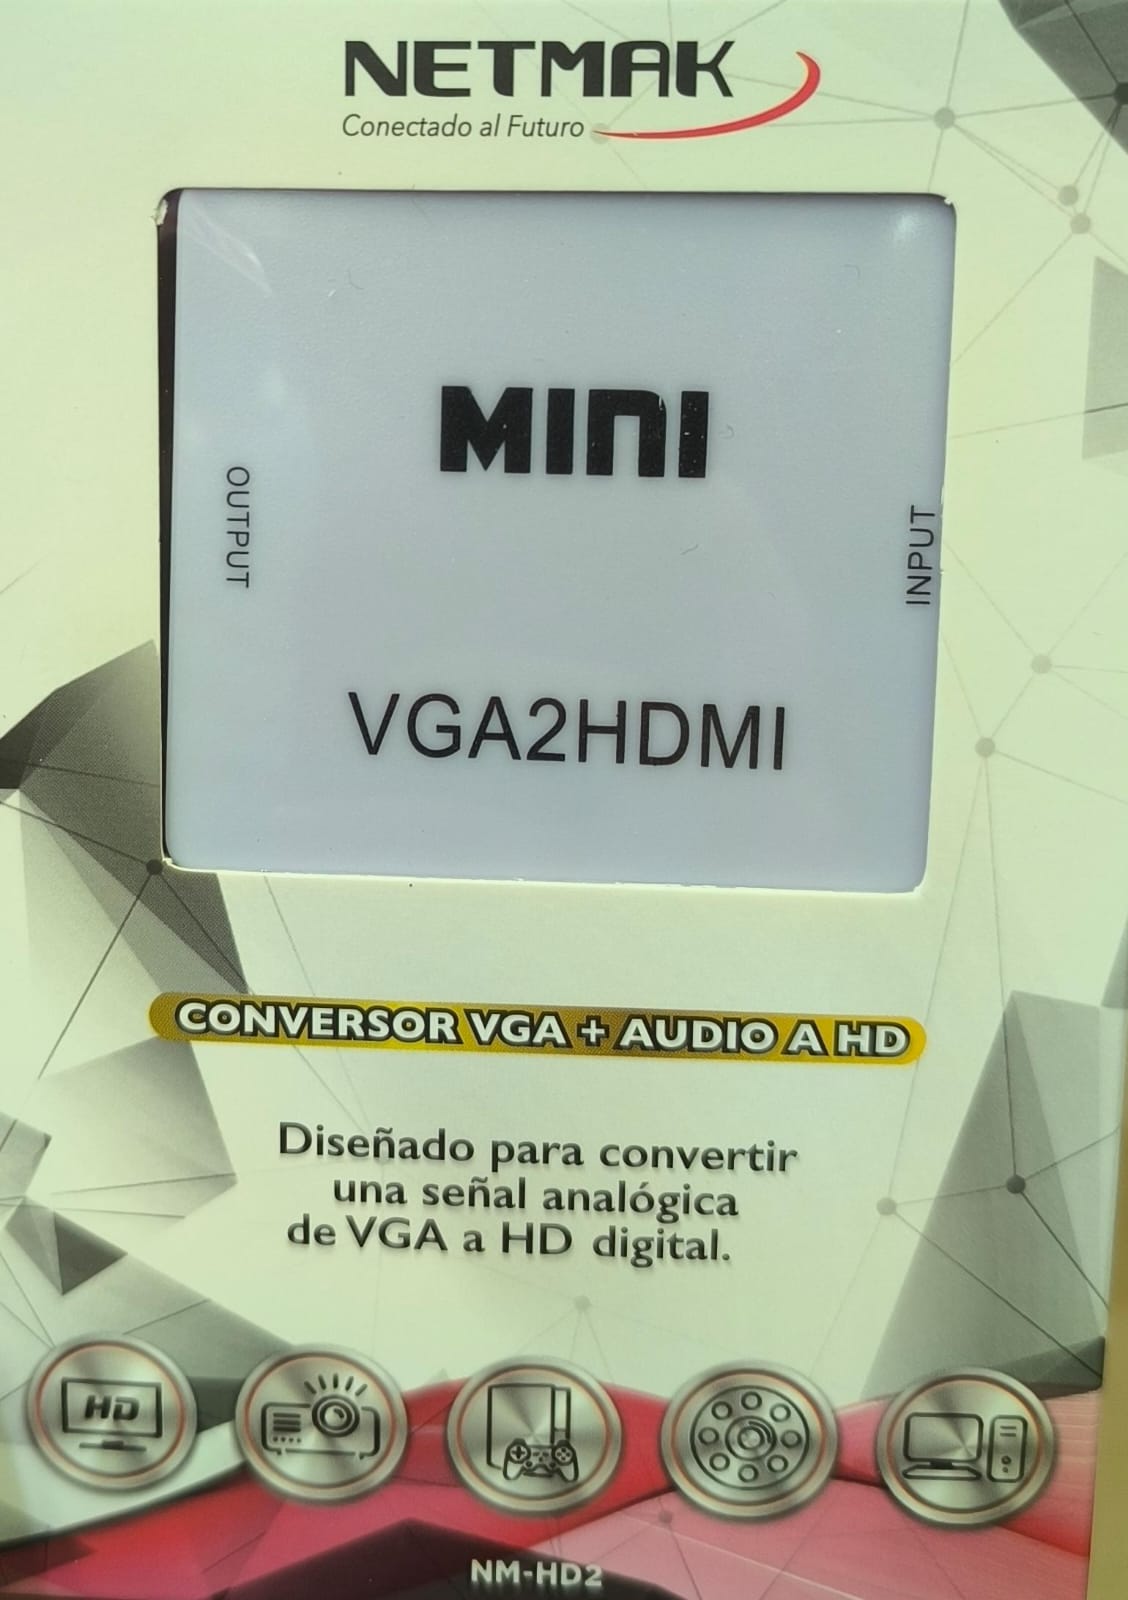 NETMAK
Conectado al Futuro
MINI
OUTPUT
INPUT
VGA2HDMI
CONVERSOR VGA + AUDIO A HD
Diseñado para convertir
una señal analógica
de VGA a HD digital.
HD
NM-HD2